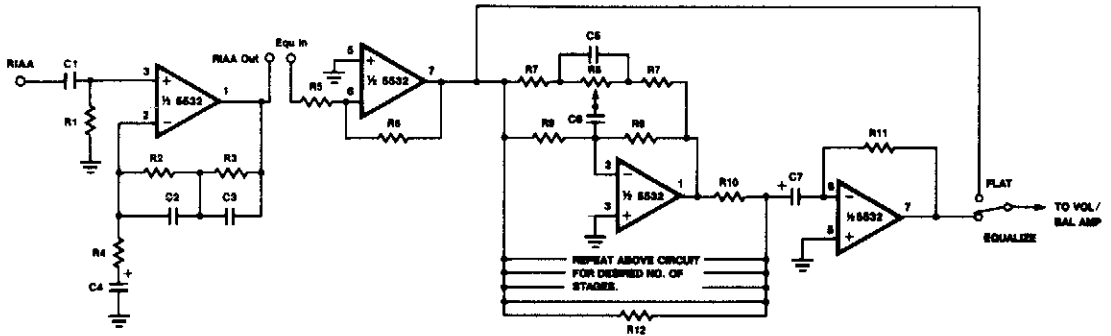 RIAA
C1
R1
3
+
½ 5532
2
−
1
R2
R3
C2
C3
R4
+
C4
RIAA Out
Equ In
R5
5
+
½ 5532
6
−
7
R6
C5
R7
R8
R7
C6
R9
R8
2
−
½ 5532
3
+
1
R10
REPEAT ABOVE CIRCUIT
FOR DESIRED NO. OF
STAGES.
R12
+
C7
R11
6
−
½ 5532
5
+
7
FLAT
EQUALIZE
TO VOL/
BAL AMP